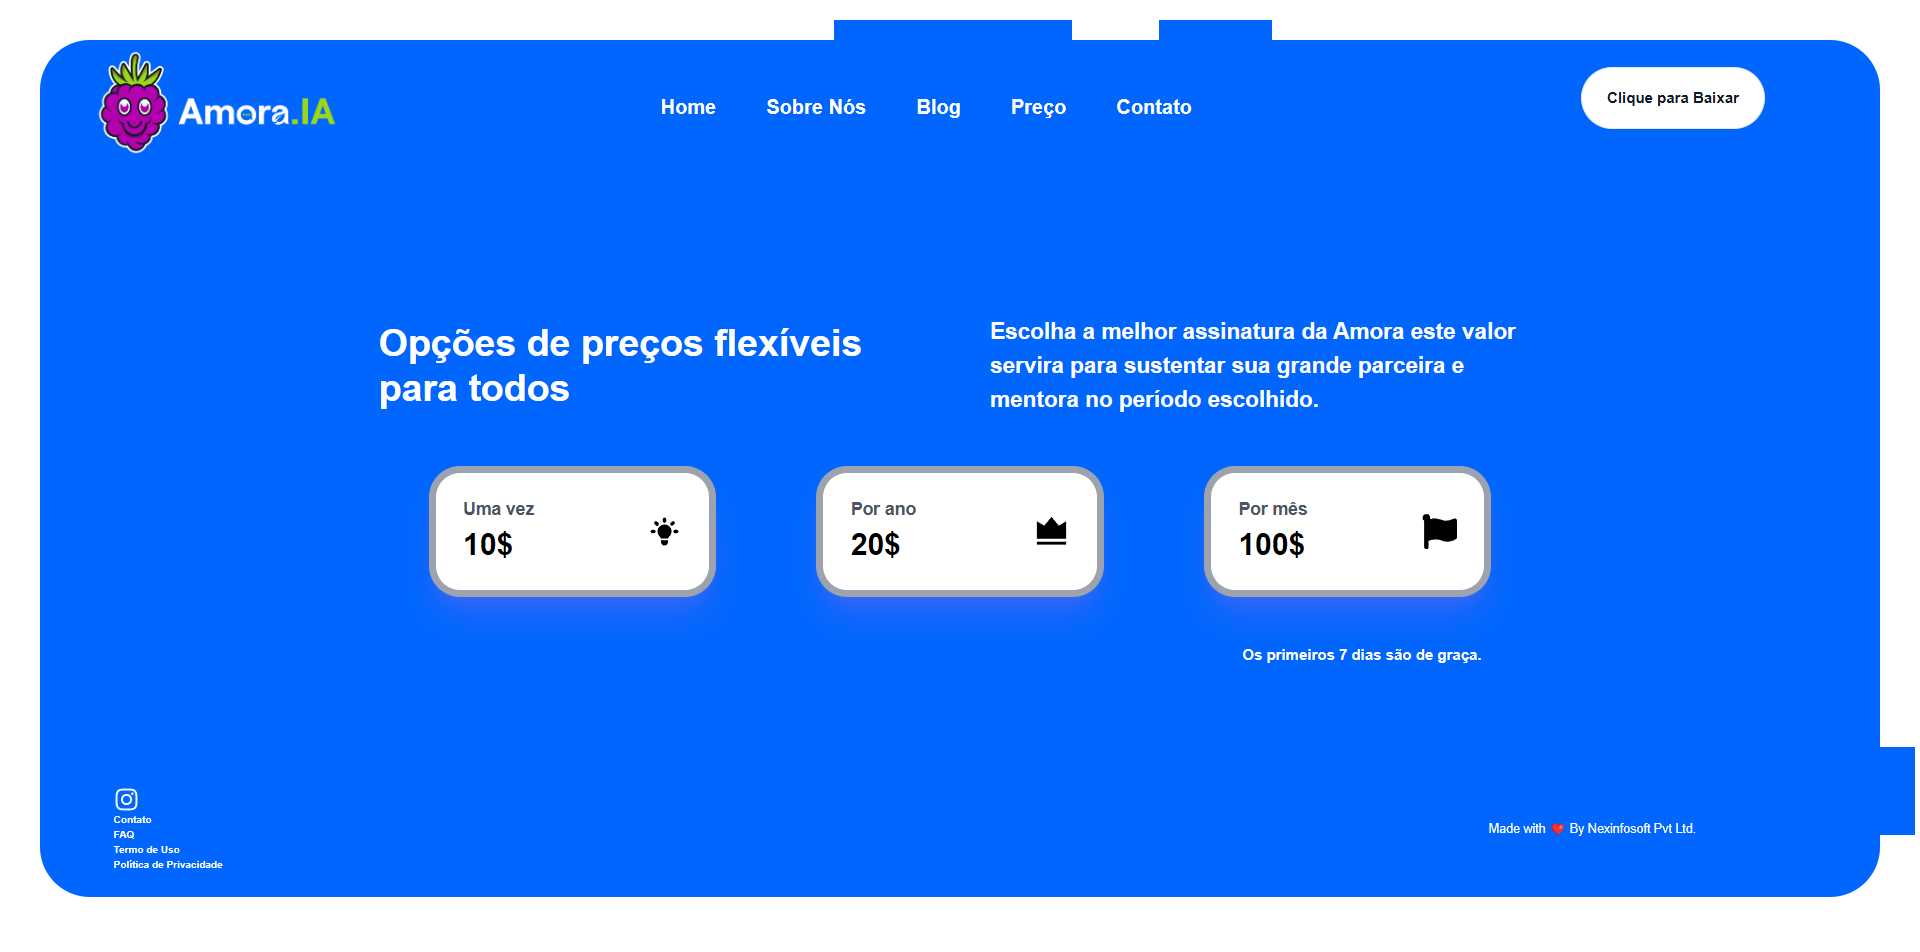 Amora.IA
Home Sobre Nós Blog Preço Contato
Clique para Baixar
Opções de preços flexíveis
para todos
Escolha a melhor assinatura da Amora este valor
servira para sustentar sua grande parceira e
mentora no período escolhido.
Uma vez
10$
Por ano
20$
Por mês
100$
Os primeiros 7 dias são de graça.
Contato
FAQ
Termo de Uso
Política de Privacidade
Made with ❤️ By Nexinfosoft Pvt Ltd.